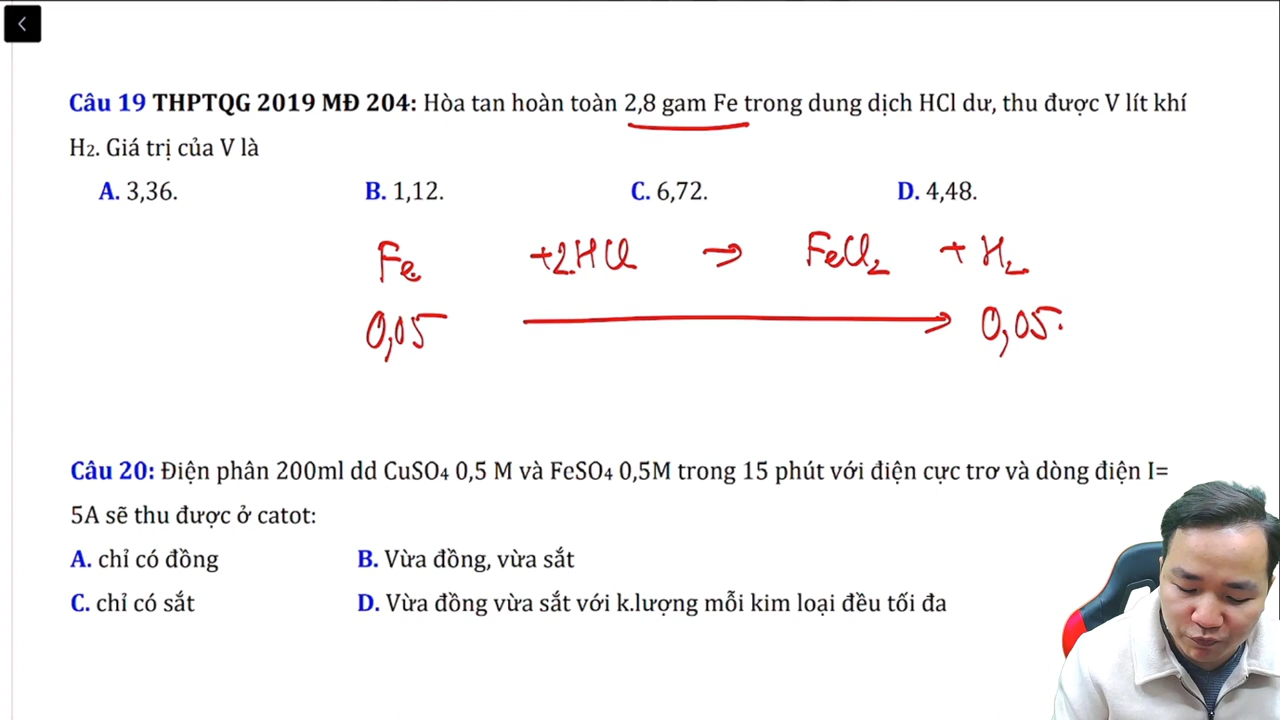 Câu 19 THPTQG 2019 MĐ 204: Hòa tan hoàn toàn 2,8 gam Fe trong dung dịch HCl dư, thu được V lít khí
H₂. Giá trị của V là
A. 3,36. B. 1,12. C. 6,72. D. 4,48.
Fe +2HCl → FeCl₂ + H₂
0,05 → 0,05.
Câu 20: Điện phân 200ml dd CuSO₄ 0,5 M và FeSO₄ 0,5M trong 15 phút với điện cực trơ và dòng điện I=
5A sẽ thu được ở catot:
A. chỉ có đồng B. Vừa đồng, vừa sắt
C. chỉ có sắt D. Vừa đồng vừa sắt với k.lượng mỗi kim loại đều tối đa